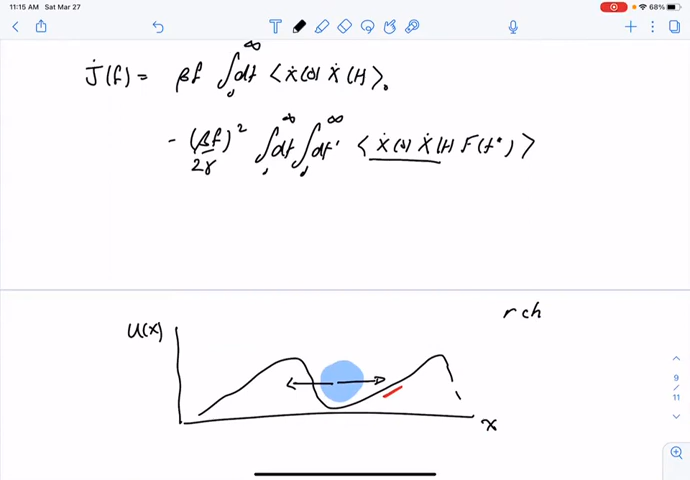 11:15 AM Sat Mar 27
68%
J̇(f) = βf ∫₀^∞ dt ⟨ẋ(0) ẋ(t)⟩₀
- (βf)²/2γ ∫₀^∞ dt ∫₀^∞ dt' ⟨ẋ(0) ẋ(t) F(t")⟩
rch
U(x)
x
9
/
11